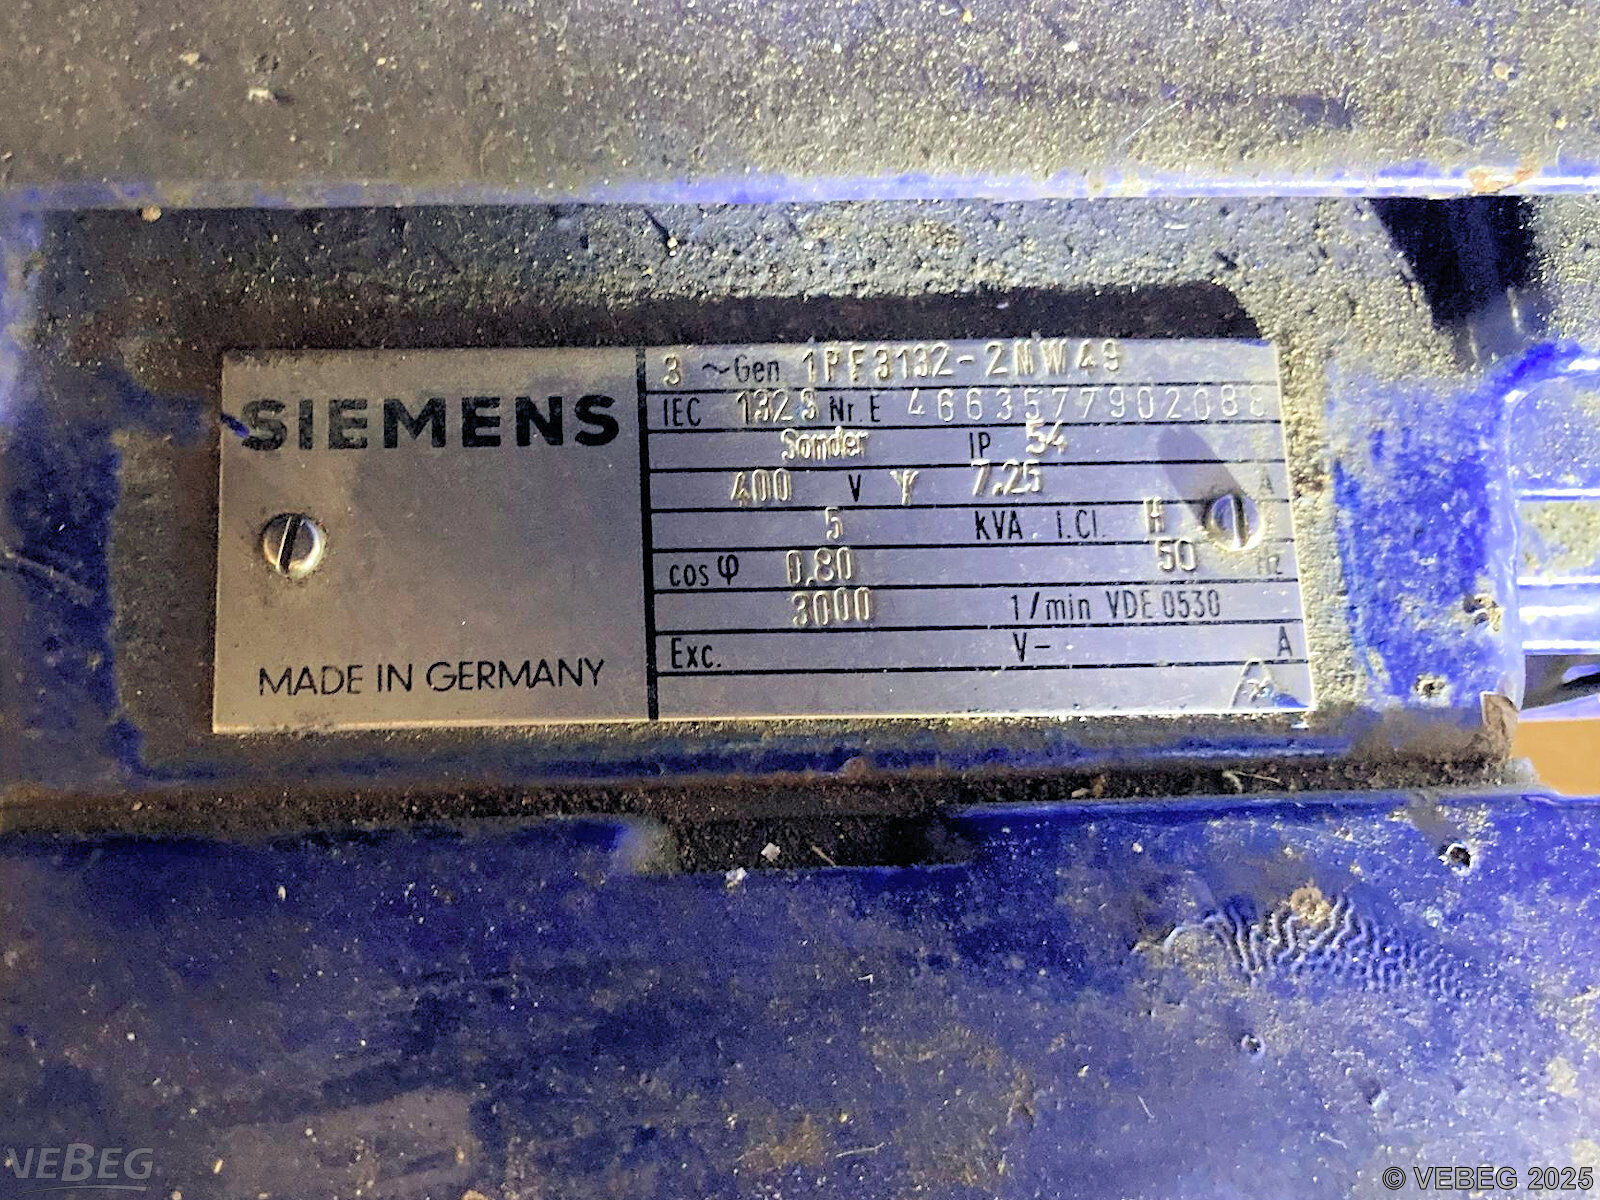 SIEMENS
MADE IN GERMANY
3 ~Gen 1PF3132-2NW49
IEC 132S Nr. E
Sonder IP 54
400 V Y 7.25 A
5 kVA I.Cl. H
cos φ 0.80 50 Hz
3000 1/min VDE 0530
Exc. V- A
VEBEG
© VEBEG 2025